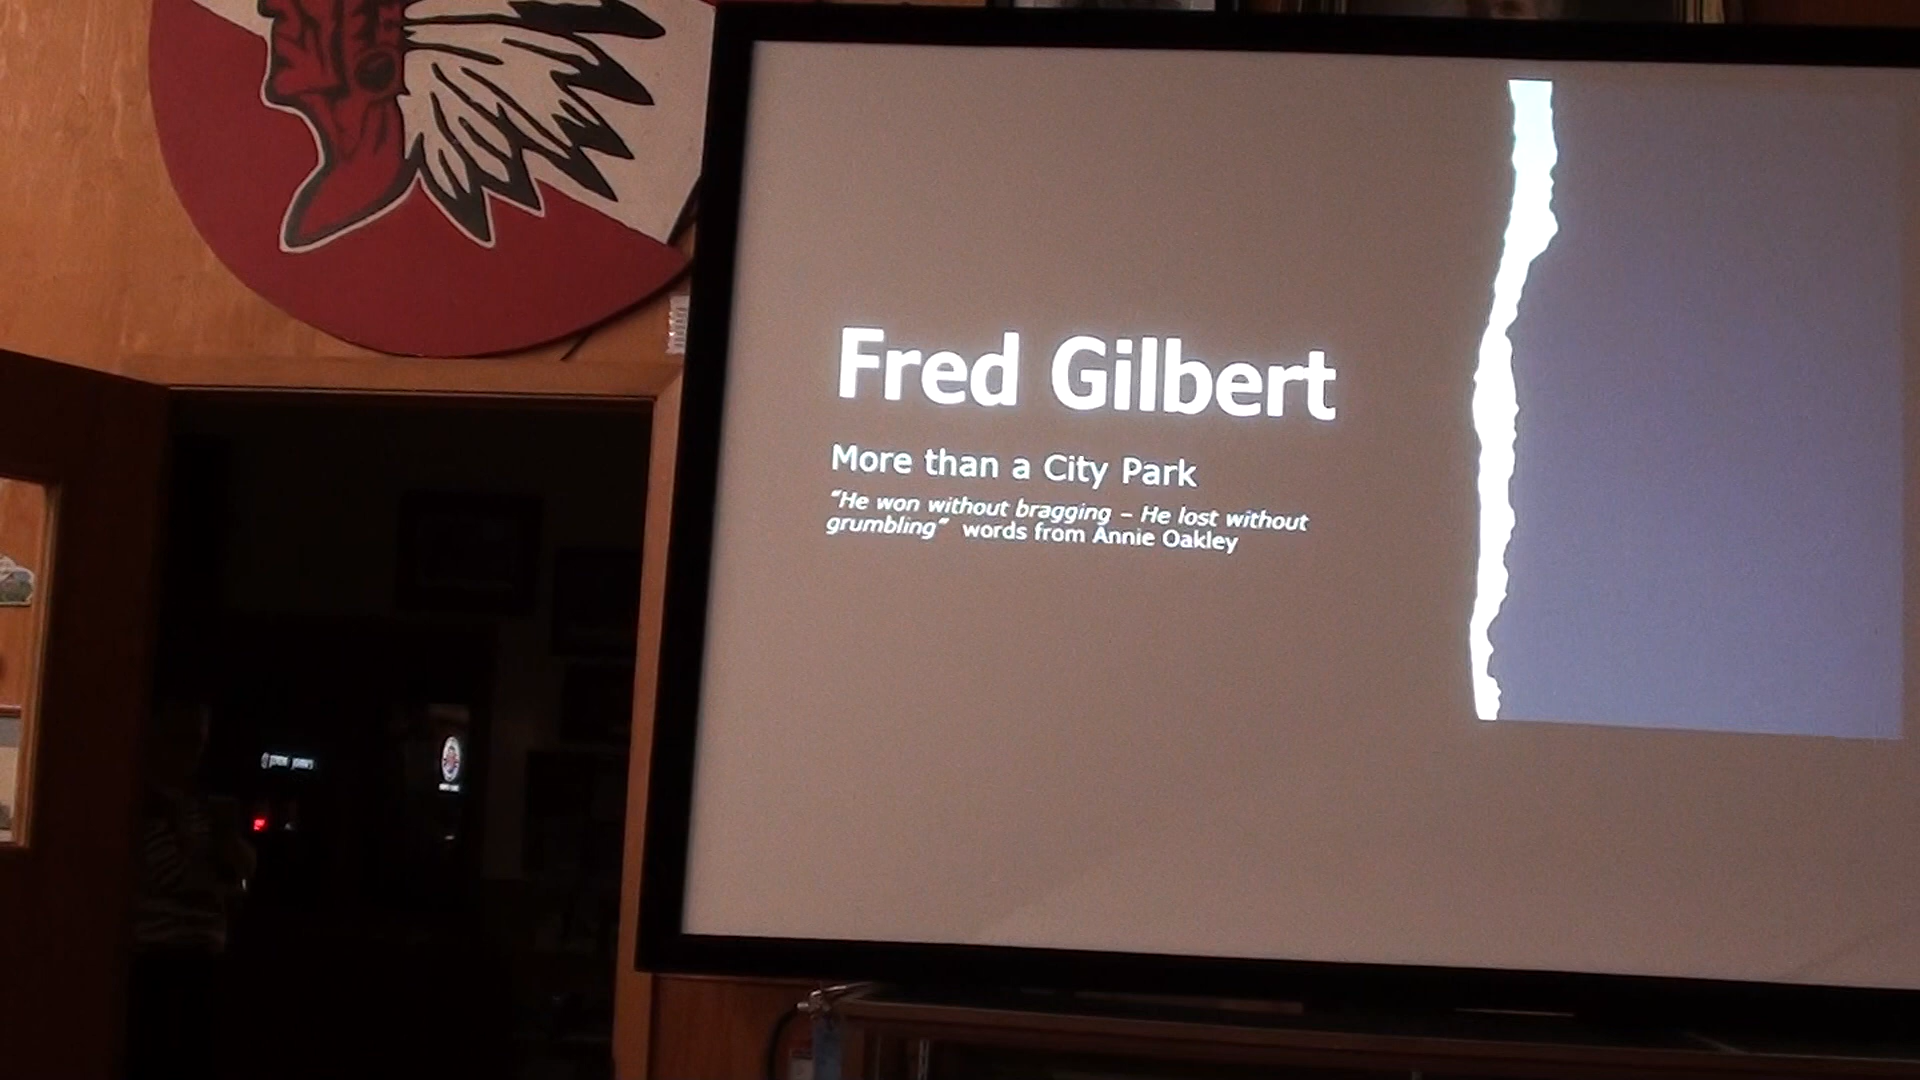 Fred Gilbert
More than a City Park
“He won without bragging – He lost without
grumbling” words from Annie Oakley